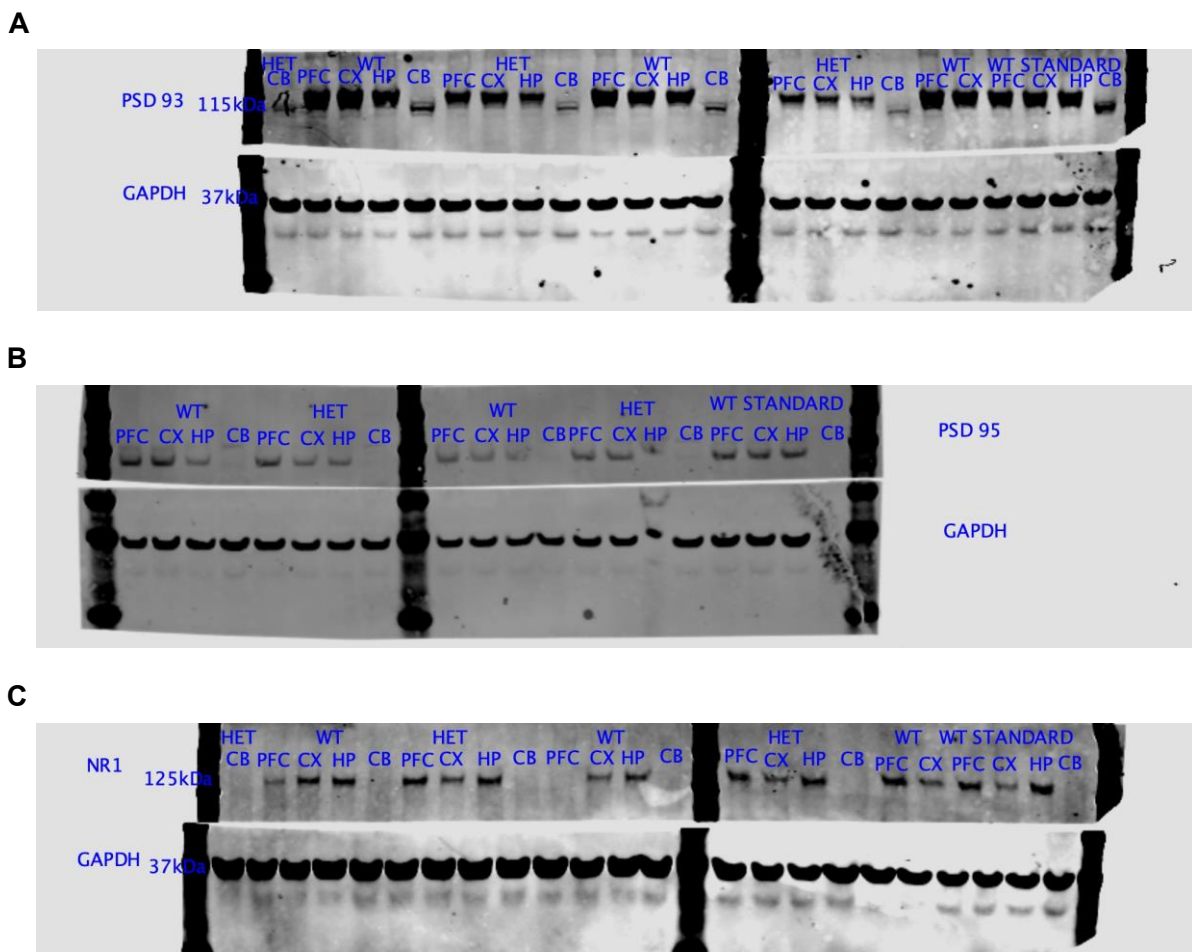 A
HET WT HET WT HET WT WT STANDARD
CB PFC CX HP CB PFC CX HP CB PFC CX HP CB PFC CX HP CB PFC CX PFC CX HP CB
PSD 93 115kDa
GAPDH 37kDa
B
WT HET WT HET WT STANDARD
PFC CX HP CB PFC CX HP CB PFC CX HP CB PFC CX HP CB PFC CX HP CB
PSD 95
GAPDH
C
HET WT HET WT HET WT WT STANDARD
CB PFC CX HP CB PFC CX HP CB PFC CX HP CB PFC CX HP CB PFC CX PFC CX HP CB
NR1 125kDa
GAPDH 37kDa